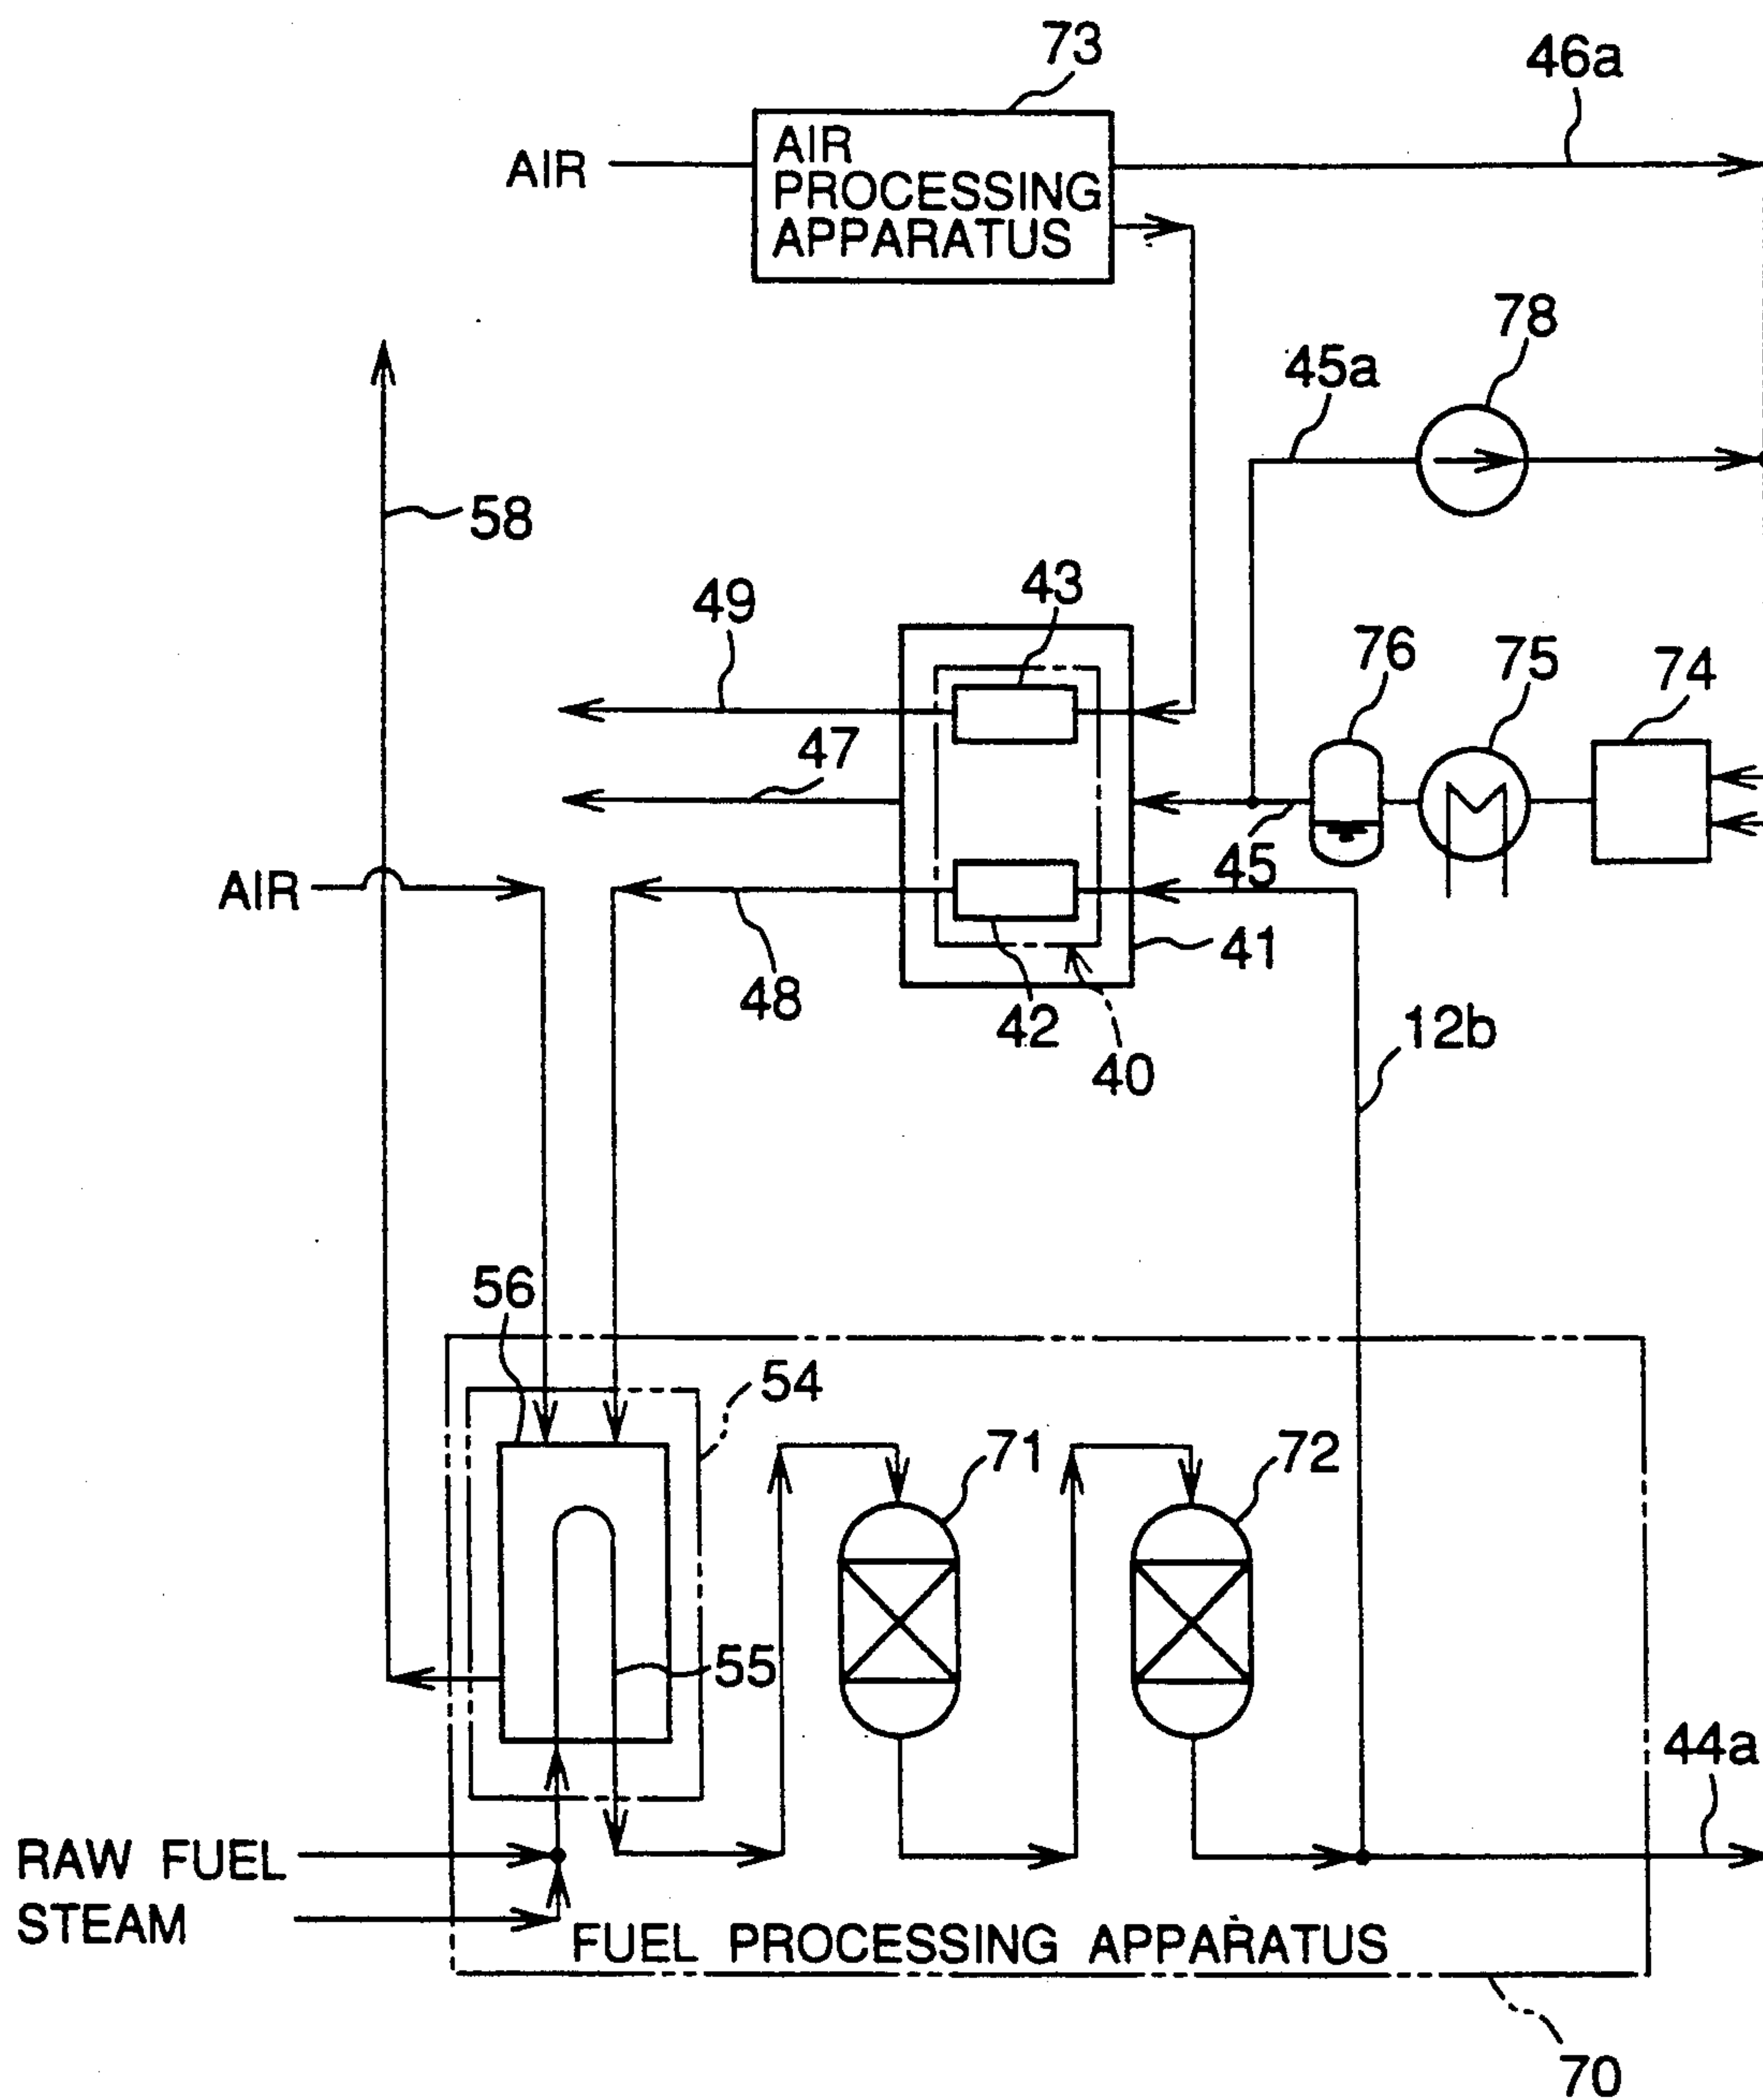 73
46a
AIR
AIR
PROCESSING
APPARATUS
78
45a
58
49
43
76
75
74
47
45
AIR
41
48
42
40
12b
56
54
71
72
55
44a
RAW FUEL
STEAM
FUEL PROCESSING APPARATUS
70